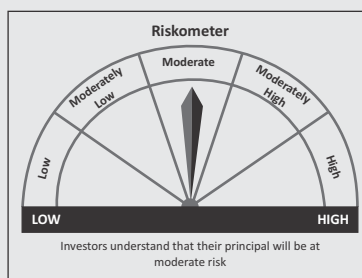 Riskometer
Moderate
Moderately
Low
Moderately
High
Low
High
LOW
HIGH
Investors understand that their principal will be at
moderate risk